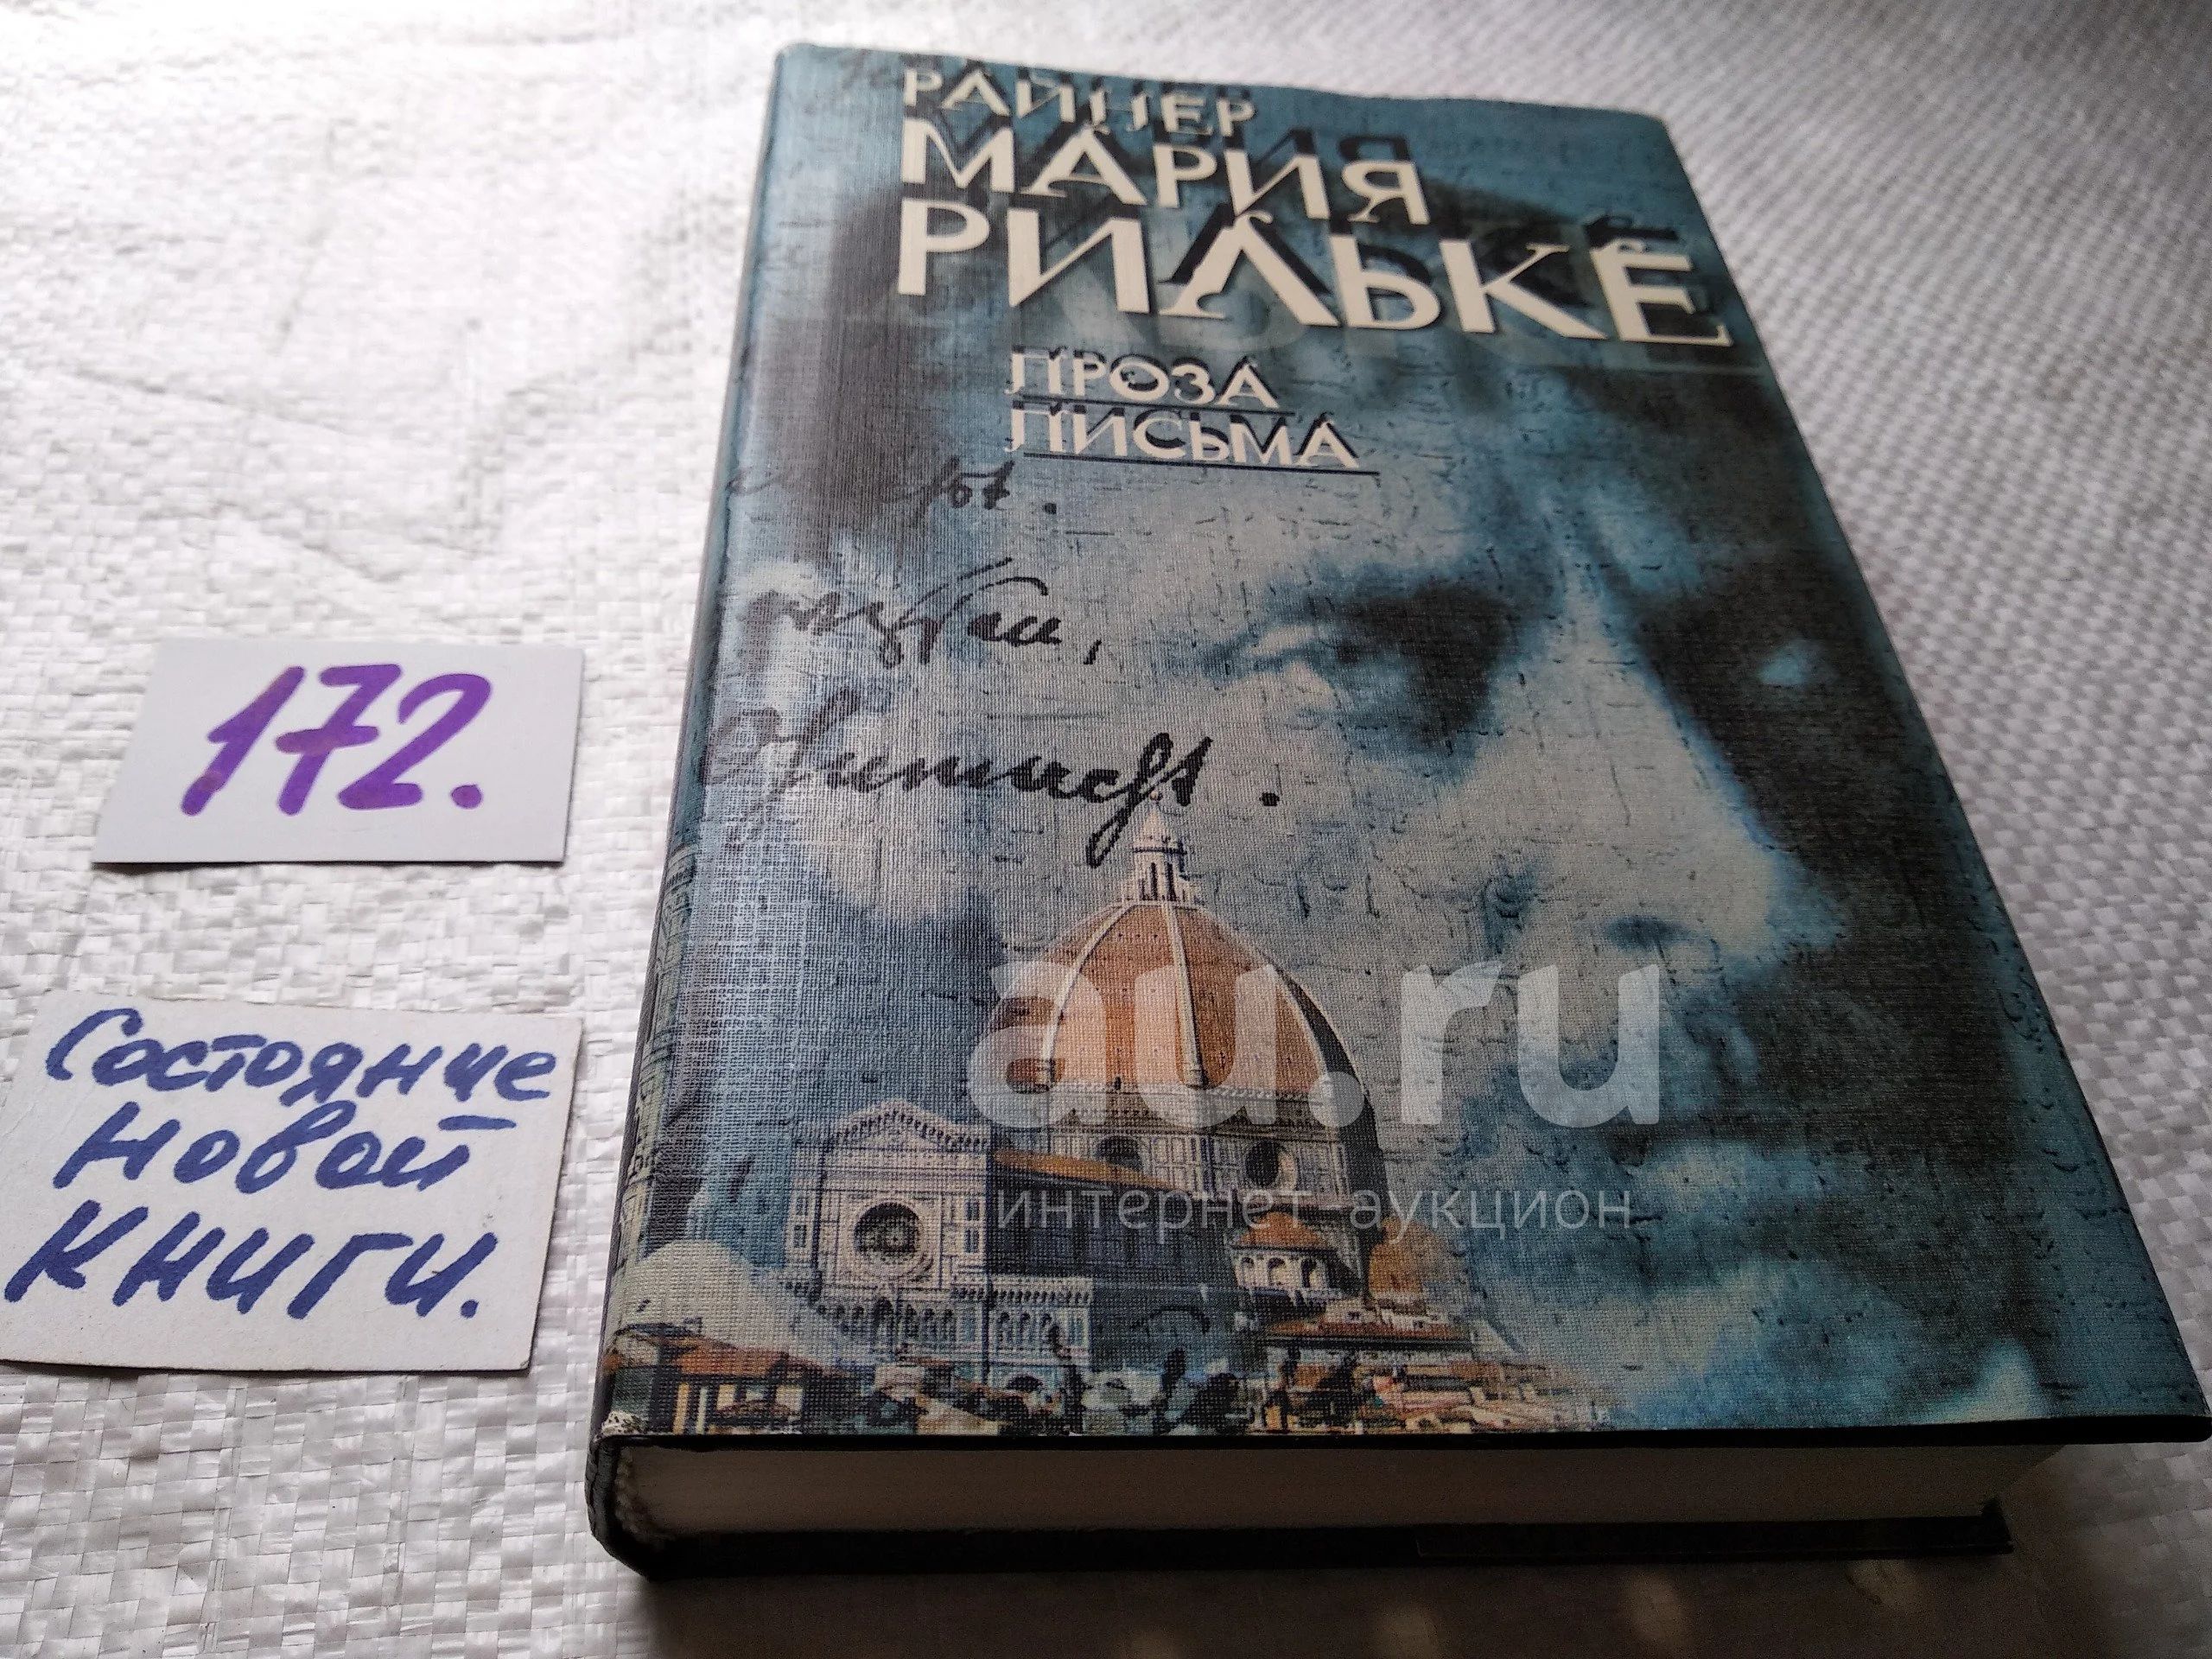 РАЙНЕР
МАРИЯ
РИЛЬКЕ
ПРОЗА
ПИСЬМА
172.
Состояние
новой
книги.
au.ru
интернет-аукцион